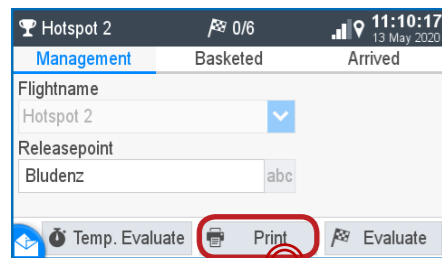 Hotspot 2 0/6 11:10:17
13 May 2020
Management Basketed Arrived
Flightname
Hotspot 2
Releasepoint
Bludenz abc
Temp. Evaluate Print Evaluate